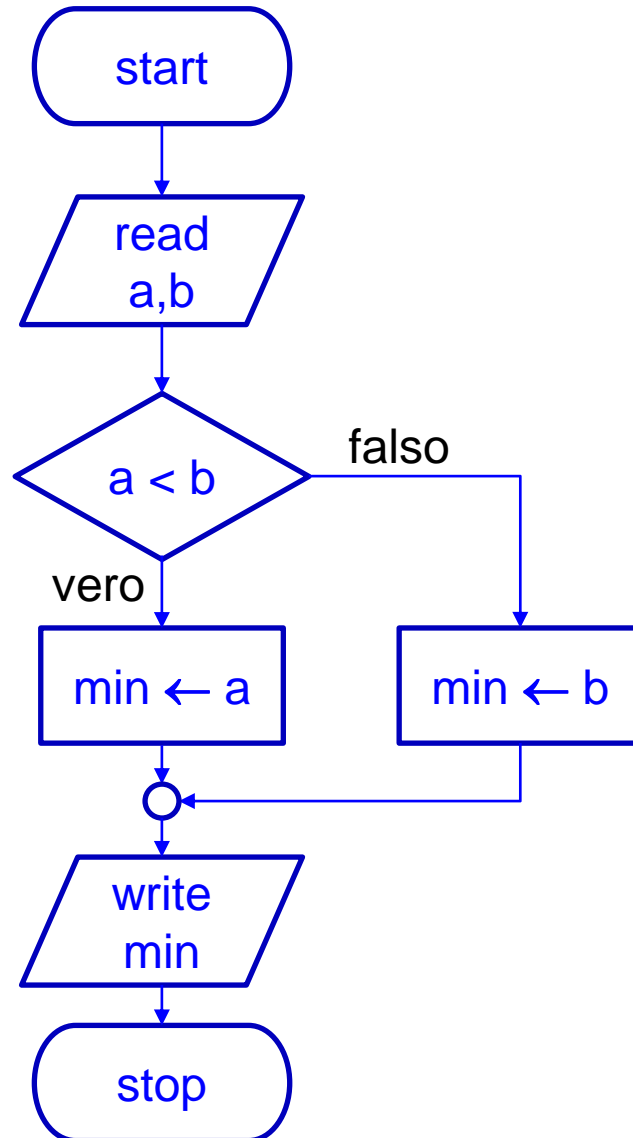 start
read
a,b
a < b
falso
vero
min ← a
min ← b
write
min
stop